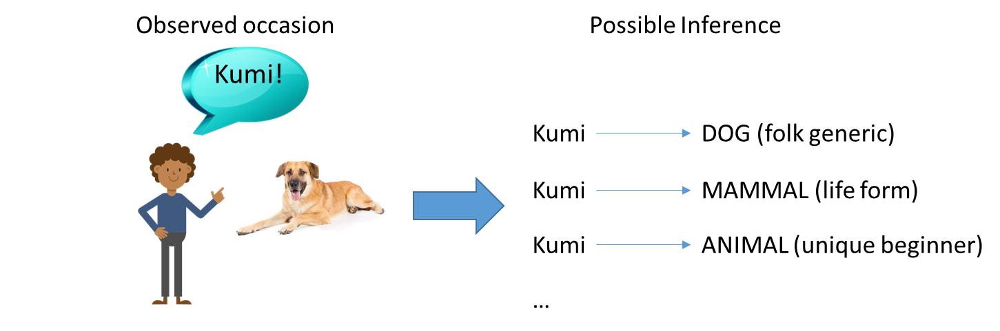 Observed occasion
Possible Inference
Kumi!
Kumi DOG (folk generic)
Kumi MAMMAL (life form)
Kumi ANIMAL (unique beginner)
...